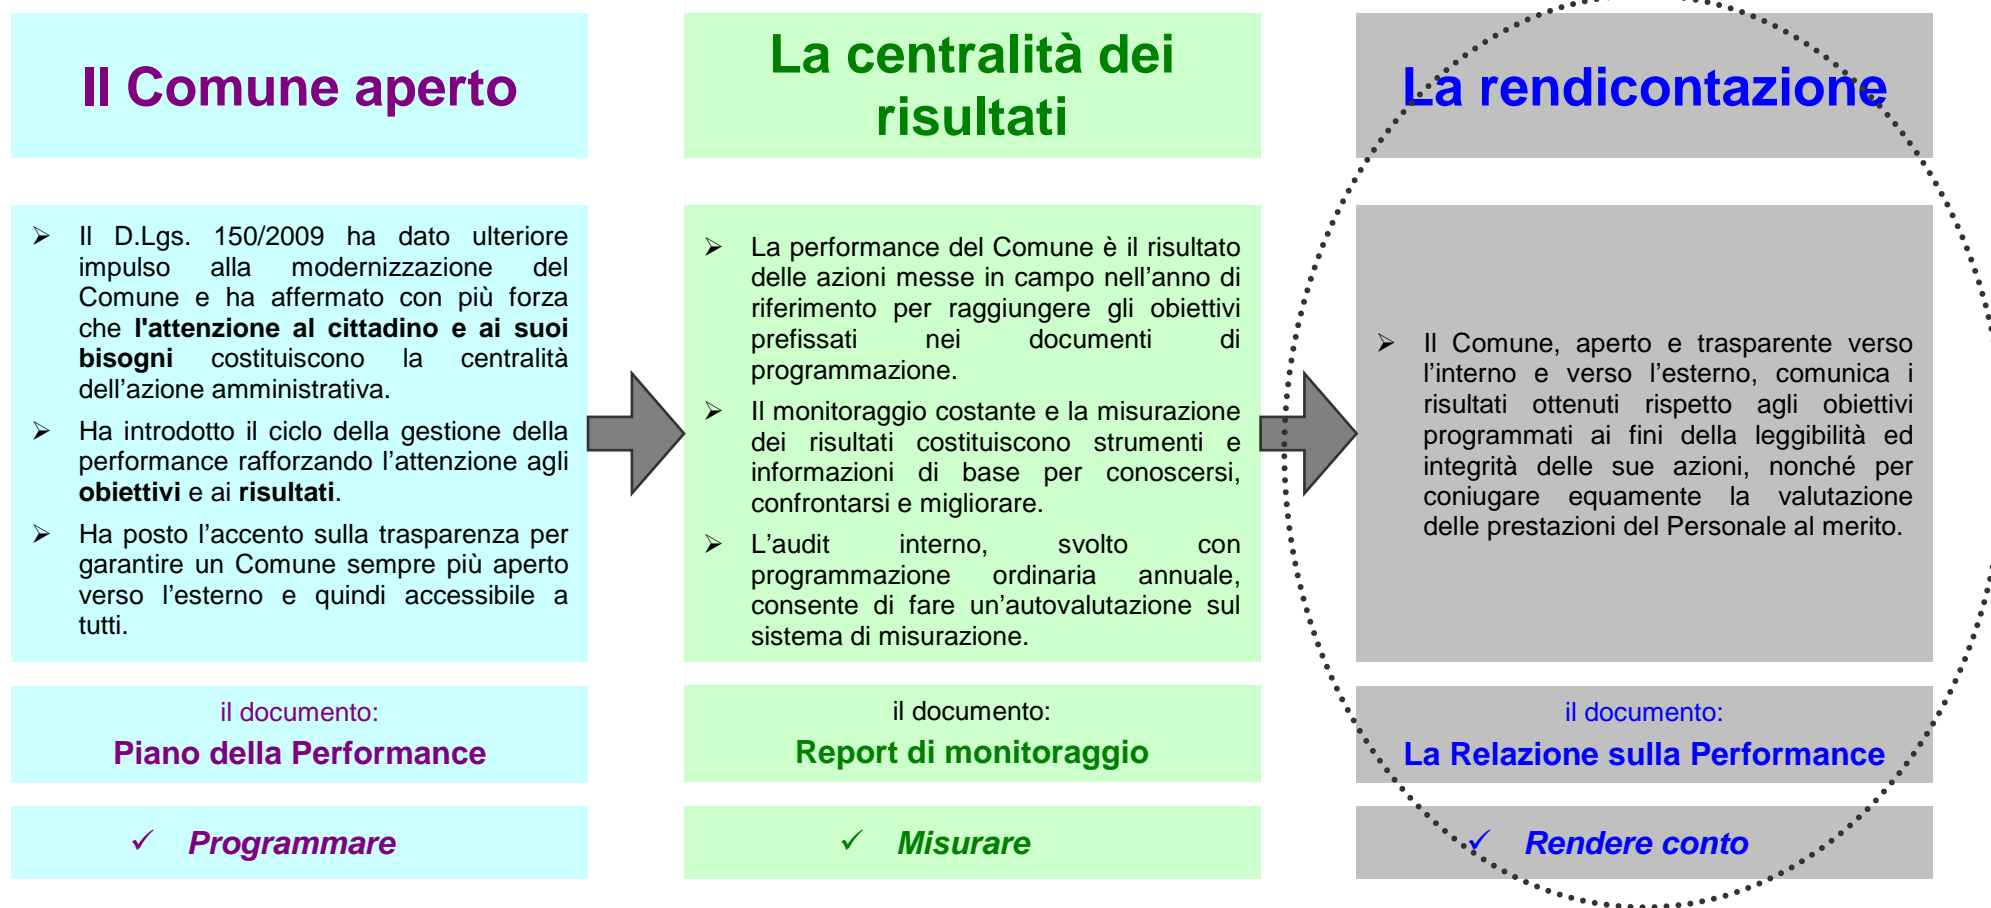 Il Comune aperto
La centralità dei
risultati
La rendicontazione
➢ Il D.Lgs. 150/2009 ha dato ulteriore
impulso alla modernizzazione del
Comune e ha affermato con più forza
che l'attenzione al cittadino e ai suoi
bisogni costituiscono la centralità
dell’azione amministrativa.
➢ Ha introdotto il ciclo della gestione della
performance rafforzando l’attenzione agli
obiettivi e ai risultati.
➢ Ha posto l’accento sulla trasparenza per
garantire un Comune sempre più aperto
verso l’esterno e quindi accessibile a
tutti.
➢ La performance del Comune è il risultato
delle azioni messe in campo nell’anno di
riferimento per raggiungere gli obiettivi
prefissati nei documenti di
programmazione.
➢ Il monitoraggio costante e la misurazione
dei risultati costituiscono strumenti e
informazioni di base per conoscersi,
confrontarsi e migliorare.
➢ L’audit interno, svolto con
programmazione ordinaria annuale,
consente di fare un’autovalutazione sul
sistema di misurazione.
➢ Il Comune, aperto e trasparente verso
l’interno e verso l’esterno, comunica i
risultati ottenuti rispetto agli obiettivi
programmati ai fini della leggibilità ed
integrità delle sue azioni, nonché per
coniugare equamente la valutazione
delle prestazioni del Personale al merito.
il documento:
Piano della Performance
il documento:
Report di monitoraggio
il documento:
La Relazione sulla Performance
✓ Programmare
✓ Misurare
✓ Rendere conto